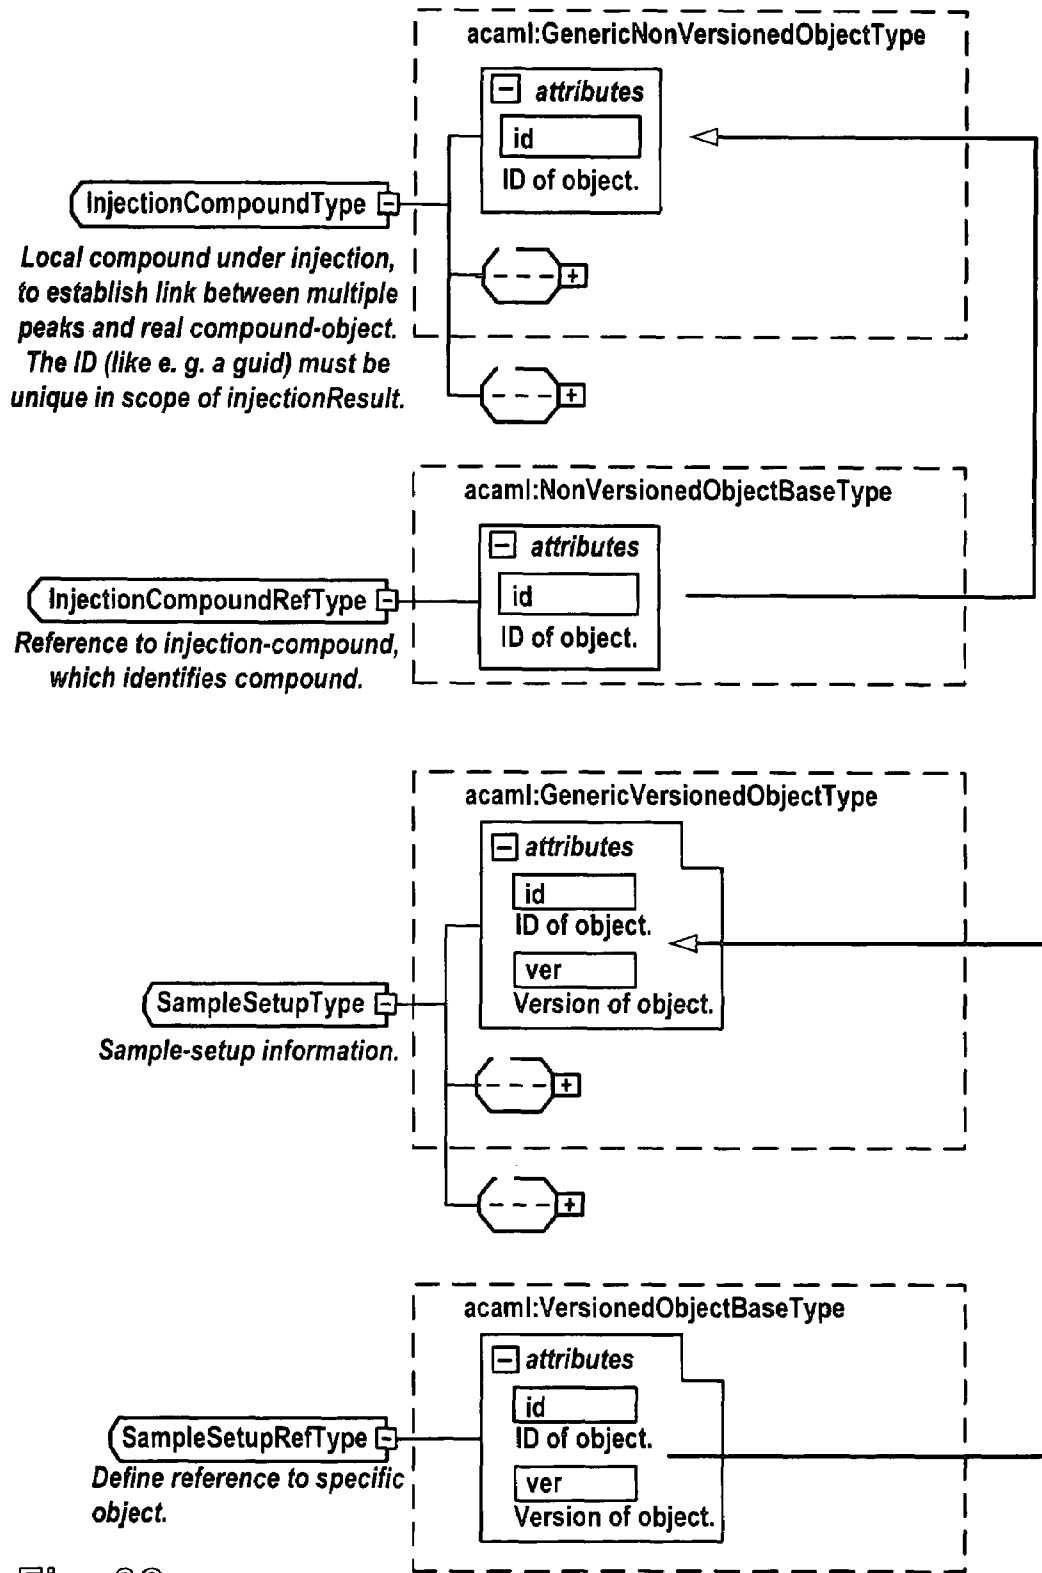 acaml:GenericNonVersionedObjectType
attributes
id
ID of object.
InjectionCompoundType
Local compound under injection,
to establish link between multiple
peaks and real compound-object.
The ID (like e. g. a guid) must be
unique in scope of injectionResult.
acaml:NonVersionedObjectBaseType
attributes
id
ID of object.
InjectionCompoundRefType
Reference to injection-compound,
which identifies compound.
acaml:GenericVersionedObjectType
attributes
id
ID of object.
ver
Version of object.
SampleSetupType
Sample-setup information.
acaml:VersionedObjectBaseType
attributes
id
ID of object.
SampleSetupRefType
Define reference to specific
object.
ver
Version of object.